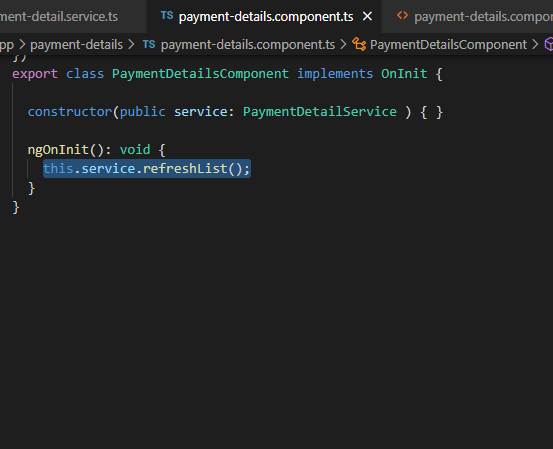 ment-detail.service.ts
TS payment-details.component.ts
<> payment-details.compon
pp > payment-details > TS payment-details.component.ts > PaymentDetailsComponent >
})
export class PaymentDetailsComponent implements OnInit {
constructor(public service: PaymentDetailService ) { }
ngOnInit(): void {
this.service.refreshList();
}
}